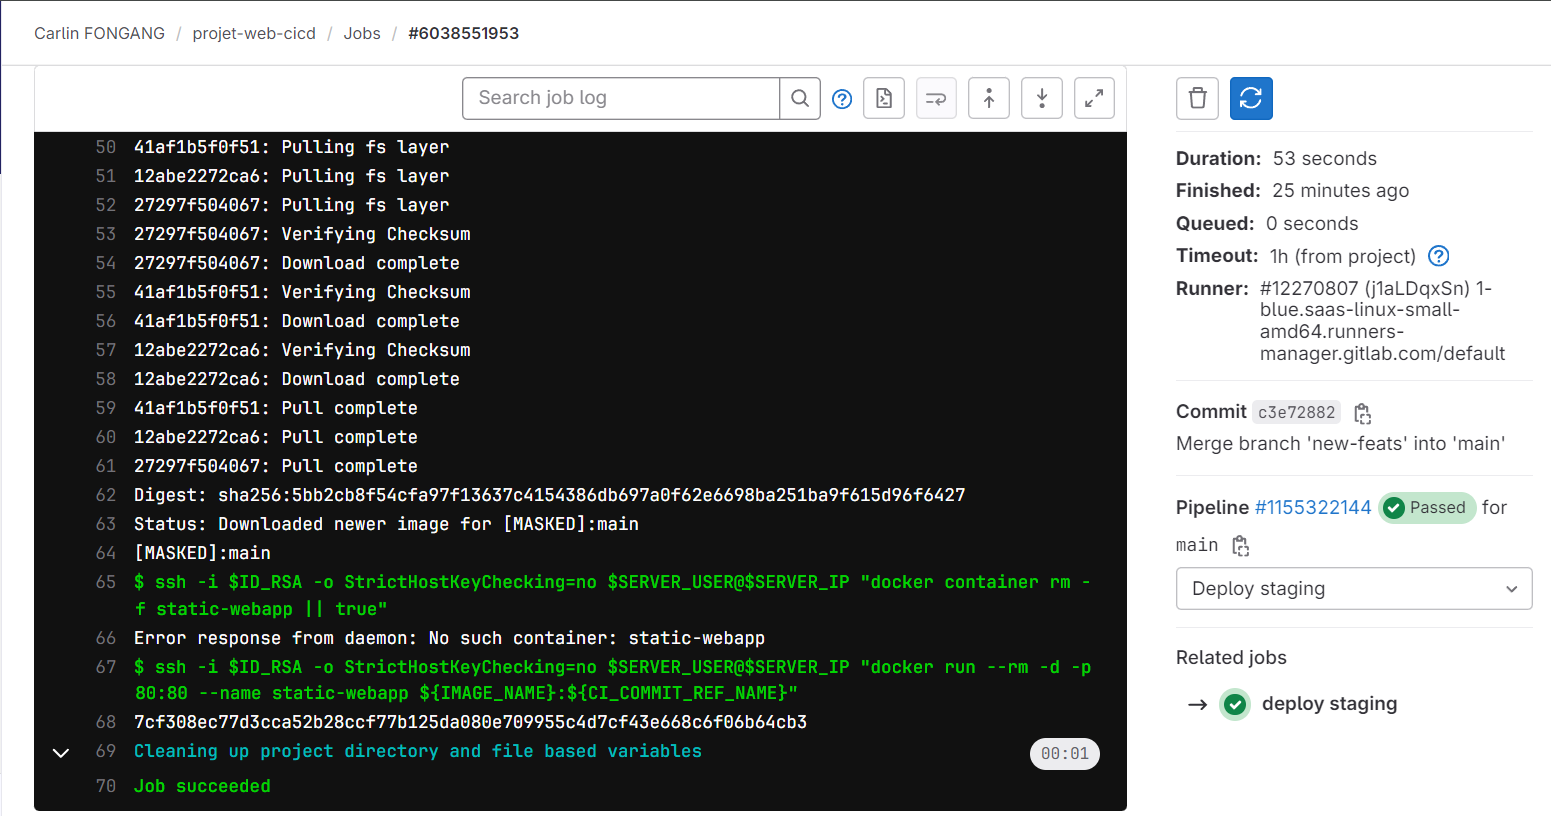 Carlin FONGANG / projet-web-cicd / Jobs / #6038551953
Search job log
50 41af1b5f0f51: Pulling fs layer
51 12abe2272ca6: Pulling fs layer
52 27297f504067: Pulling fs layer
53 27297f504067: Verifying Checksum
54 27297f504067: Download complete
55 41af1b5f0f51: Verifying Checksum
56 41af1b5f0f51: Download complete
57 12abe2272ca6: Verifying Checksum
58 12abe2272ca6: Download complete
59 41af1b5f0f51: Pull complete
60 12abe2272ca6: Pull complete
61 27297f504067: Pull complete
62 Digest: sha256:5bb2cb8f54cfa97f13637c4154386db697a0f62e6698ba251ba9f615d96f6427
63 Status: Downloaded newer image for [MASKED]:main
64 [MASKED]:main
65 $ ssh -i $ID_RSA -o StrictHostKeyChecking=no $SERVER_USER@$SERVER_IP "docker container rm -
f static-webapp || true"
66 Error response from daemon: No such container: static-webapp
67 $ ssh -i $ID_RSA -o StrictHostKeyChecking=no $SERVER_USER@$SERVER_IP "docker run --rm -d -p
80:80 --name static-webapp ${IMAGE_NAME}:${CI_COMMIT_REF_NAME}"
68 7cf308ec77d3cca52b28ccf77b125da080e709955c4d7cf43e668c6f06b64cb3
69 Cleaning up project directory and file based variables 00:01
70 Job succeeded
Duration: 53 seconds
Finished: 25 minutes ago
Queued: 0 seconds
Timeout: 1h (from project)
Runner: #12270807 (j1aLDqxSn) 1-
blue.saas-linux-small-
amd64.runners-
manager.gitlab.com/default
Commit c3e72882
Merge branch 'new-feats' into 'main'
Pipeline #1155322144 Passed for
main
Deploy staging
Related jobs
→ deploy staging